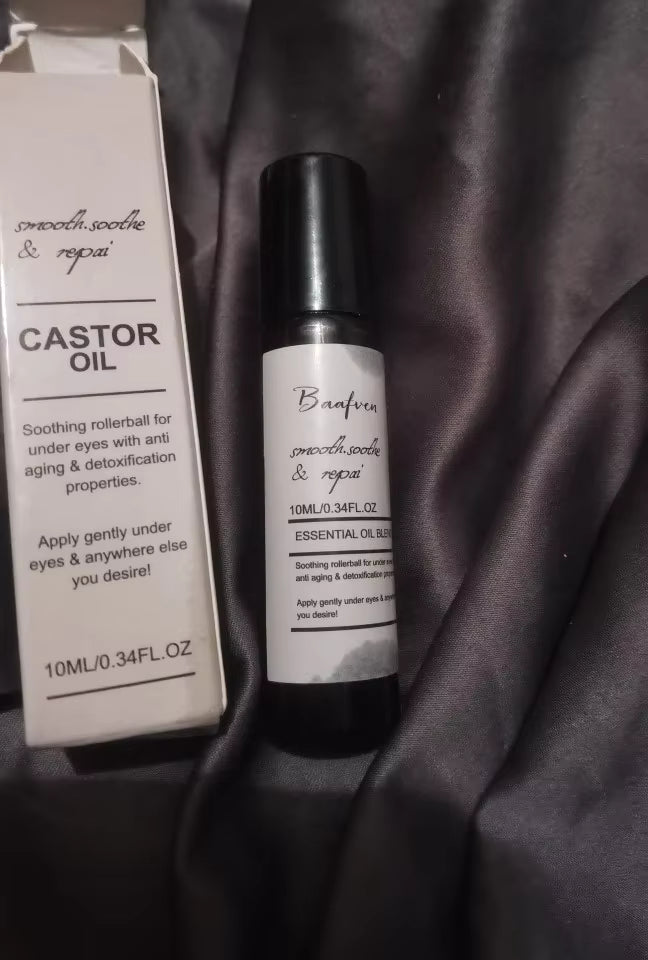 smooth.soothe
& repai
CASTOR
OIL
Soothing rollerball for
under eyes with anti
aging & detoxification
properties.
Apply gently under
eyes & anywhere else
you desire!
10ML/0.34FL.OZ
Baafven
smooth.soothe
& repai
10ML/0.34FL.OZ
ESSENTIAL OIL
Soothing rollerball for under
anti aging & detoxification
Apply gently under eyes &
you desire!